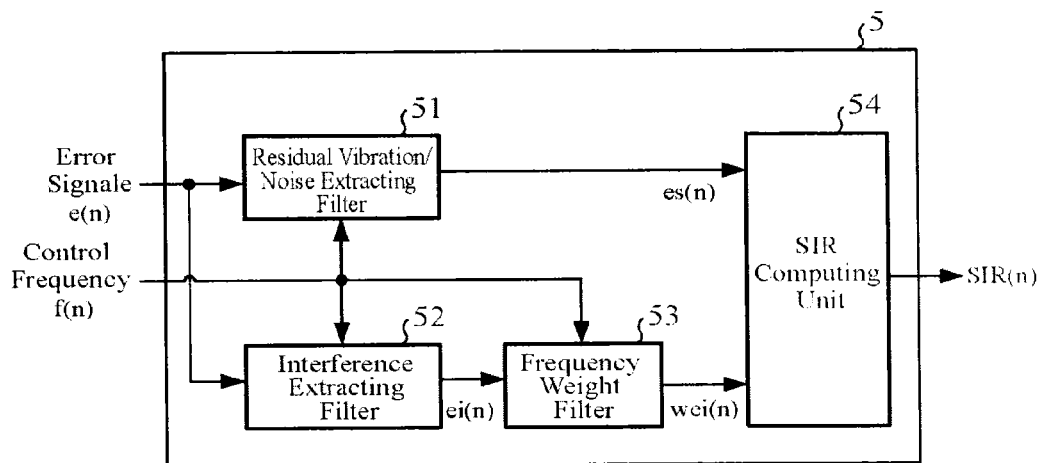 5
51
54
Error
Signale
e(n)
Residual Vibration/
Noise Extracting
Filter
es(n)
Control
Frequency
f(n)
SIR
Computing
Unit
SIR(n)
52
53
Interference
Extracting
Filter
ei(n)
Frequency
Weight
Filter
wei(n)